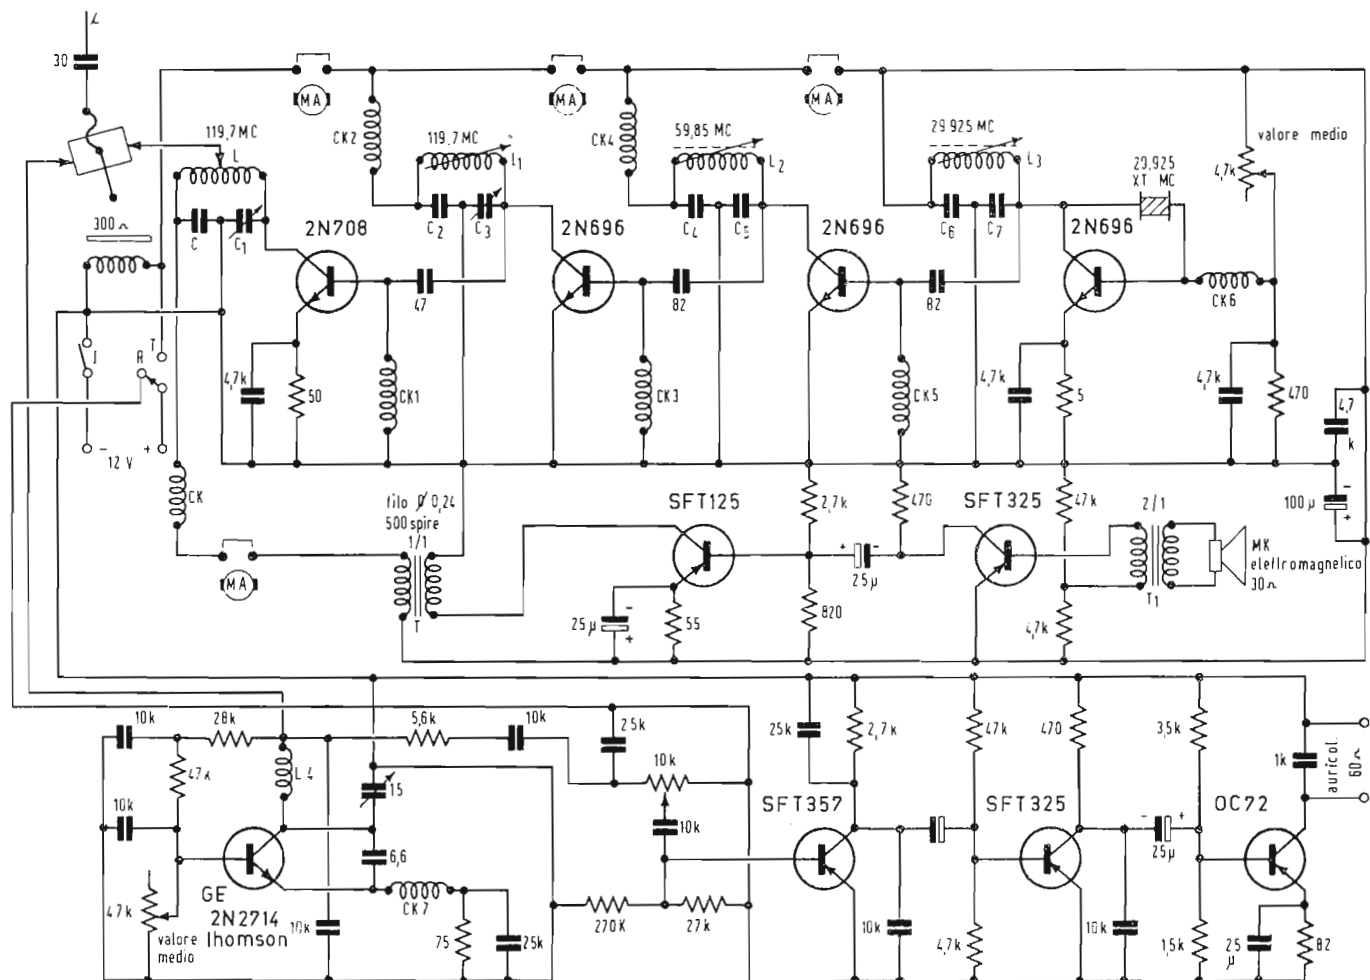 30
MA
MA
MA
119,7 MC
L
CK2
119,7 MC
L1
CK4
59,85 MC
L2
29 925 MC
L3
29,925
XT MC
4,7k
valore medio
300Ω
C
C1
2N708
C2
C3
2N696
C4
C5
2N696
C6
C7
2N696
CK6
47
82
82
I
R
T
4,7k
50
CK1
CK3
CK5
4,7k
5
4,7k
470
4,7
k
- 12 V +
CK
filo Ø 0,24
500 spire
1/1
SFT125
2,7k
470
SFT325
47k
2/1
100 µ
-
+
MA
T
25 µ
-
+
55
+ -
25 µ
820
4,7k
T1
MK
elettromagnetico
30Ω
10k
28k
5,6k
10k
25k
25k
2,7k
47k
470
3,5k
1k
auricol.
60Ω
47k
L4
15
10k
10k
10k
SFT357
SFT325
OC72
- +
25µ
6,6
GE
2N2714
Thomson
CK7
47k
valore
medio
10k
75
25k
270K
27k
10k
4,7k
10k
1,5k
25
µ
82